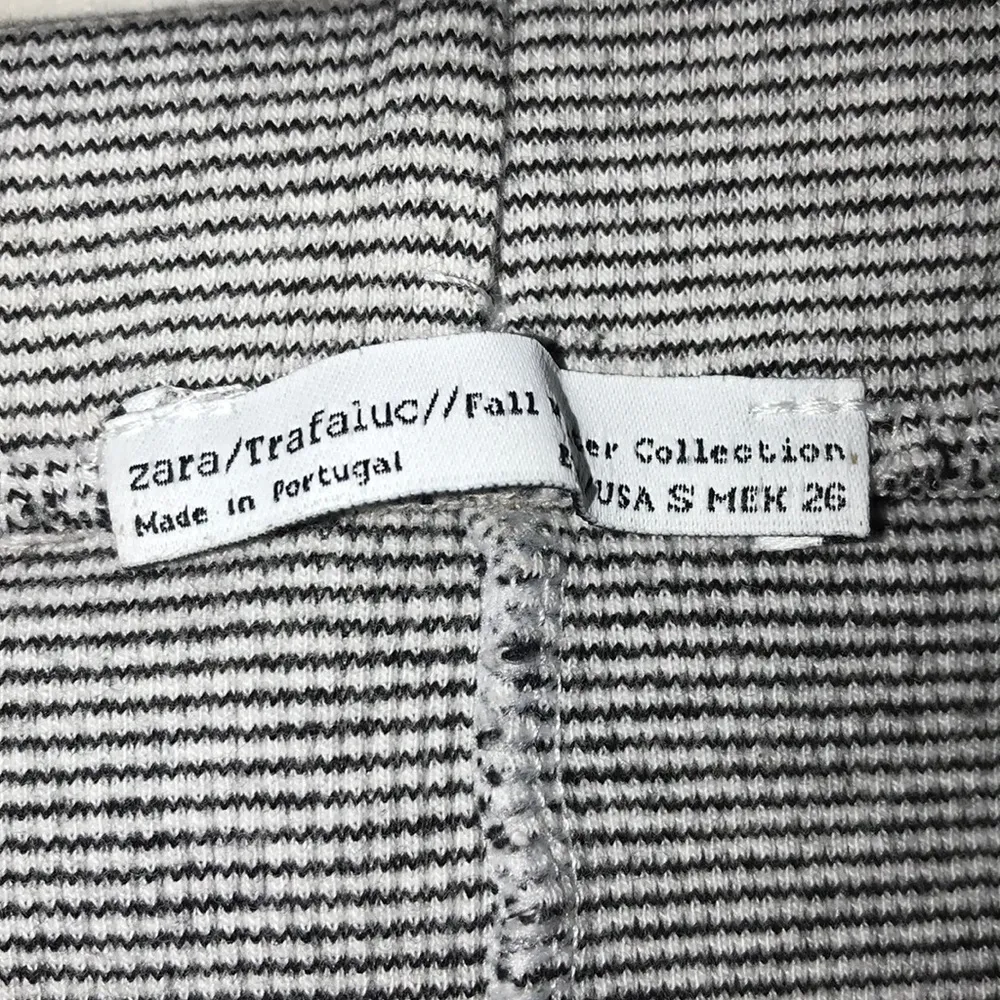 Zara/Trafaluc//Fall W er Collection
Made in Portugal E USA S MEX 26